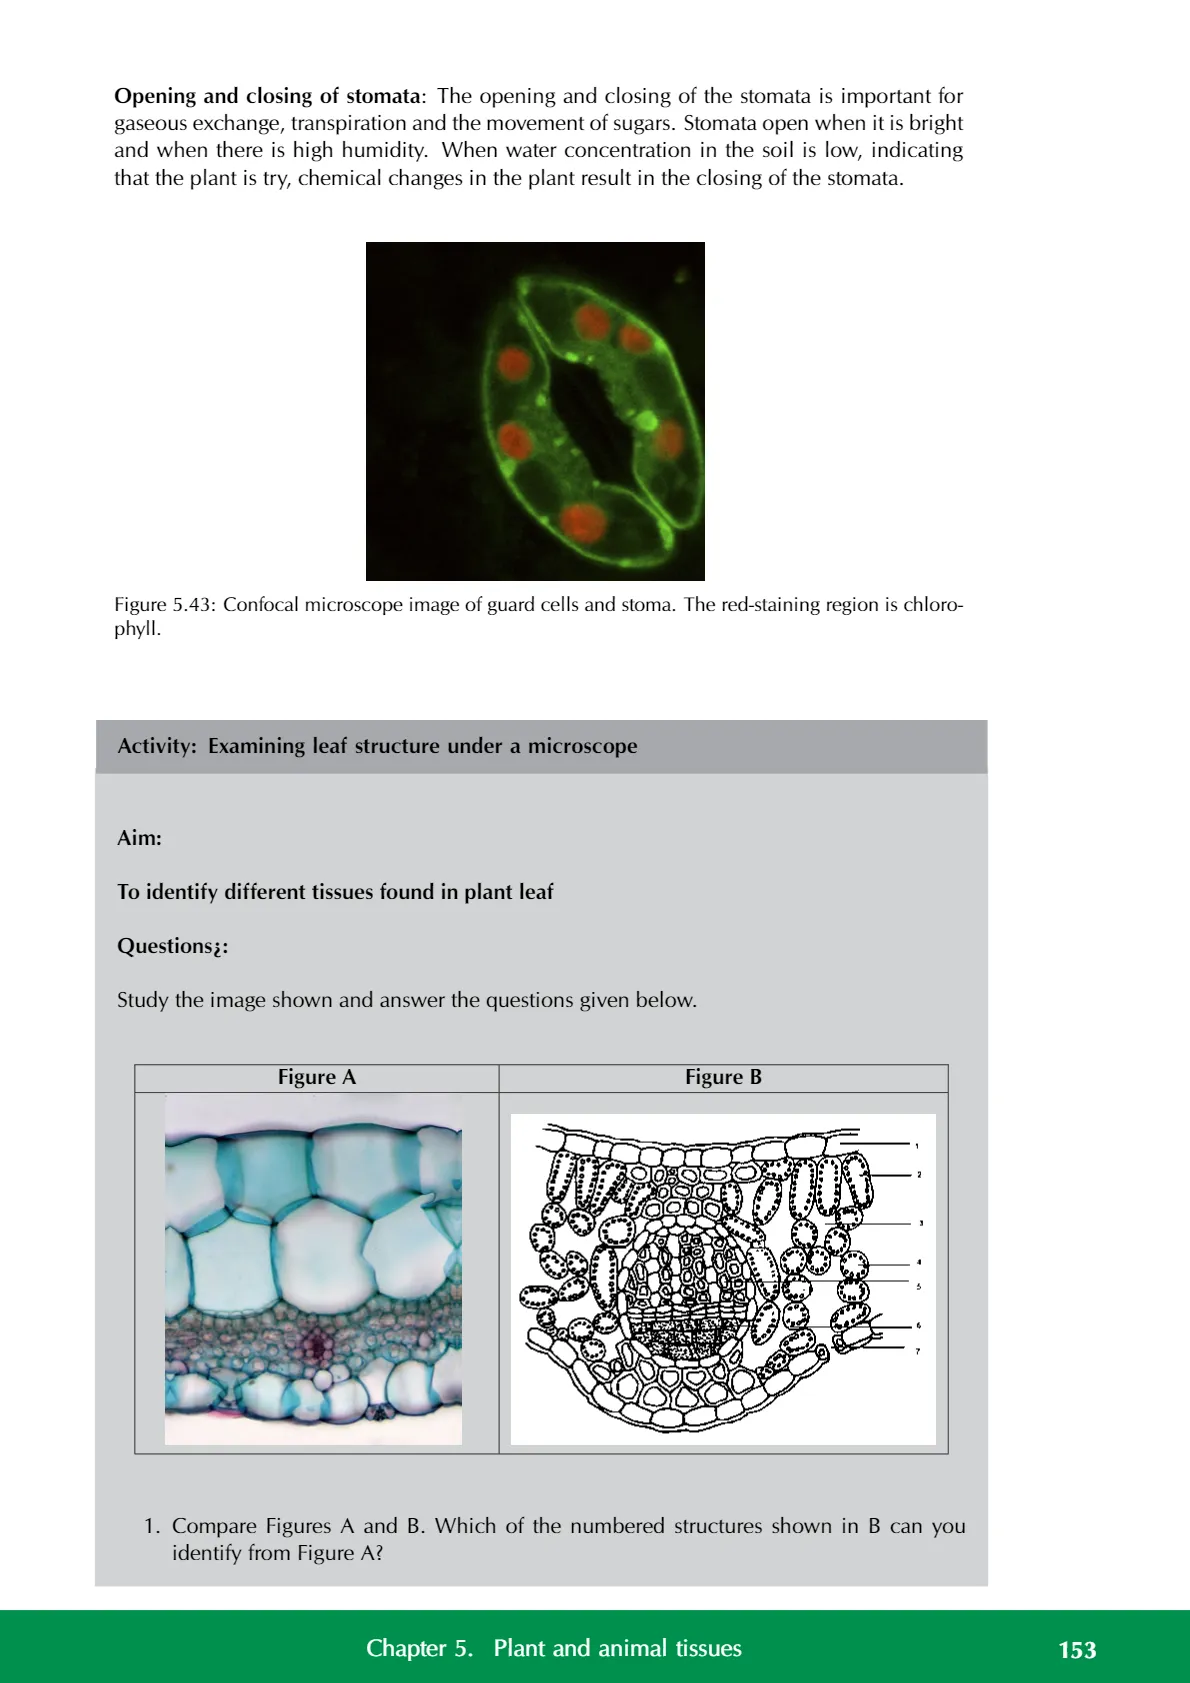 Opening and closing of stomata: The opening and closing of the stomata is important for
gaseous exchange, transpiration and the movement of sugars. Stomata open when it is bright
and when there is high humidity. When water concentration in the soil is low, indicating
that the plant is try, chemical changes in the plant result in the closing of the stomata.
Figure 5.43: Confocal microscope image of guard cells and stoma. The red-staining region is chloro-
phyll.
Activity: Examining leaf structure under a microscope
Aim:
To identify different tissues found in plant leaf
Questions¿:
Study the image shown and answer the questions given below.
Figure A
Figure B
1
2
3
4
5
6
7
1. Compare Figures A and B. Which of the numbered structures shown in B can you
identify from Figure A?
Chapter 5. Plant and animal tissues
153